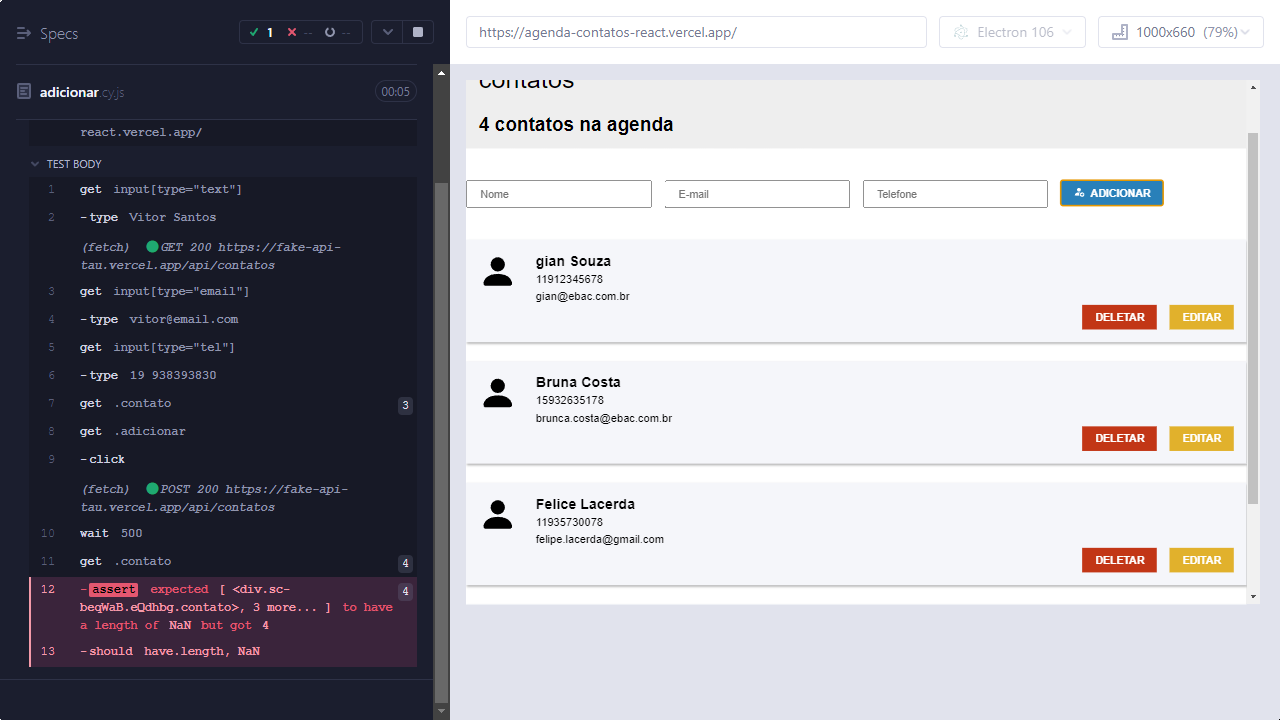 Specs
1
--
--
adicionar.cy.js
00:05
react.vercel.app/
TEST BODY
1 get input[type="text"]
2 -type Vitor Santos
(fetch) GET 200 https://fake-api-
tau.vercel.app/api/contatos
3 get input[type="email"]
4 -type vitor@email.com
5 get input[type="tel"]
6 -type 19 938393830
7 get .contato 3
8 get .adicionar
9 -click
(fetch) POST 200 https://fake-api-
tau.vercel.app/api/contatos
10 wait 500
11 get .contato 4
12 -assert expected [ <div.sc- 4
beqWaB.eQdhbg.contato>, 3 more... ] to have
a length of NaN but got 4
13 -should have.length, NaN
https://agenda-contatos-react.vercel.app/
Electron 106
1000x660 (79%)
contatos
4 contatos na agenda
Nome
E-mail
Telefone
ADICIONAR
gian Souza
11912345678
gian@ebac.com.br
DELETAR
EDITAR
Bruna Costa
15932635178
brunca.costa@ebac.com.br
DELETAR
EDITAR
Felice Lacerda
11935730078
felipe.lacerda@gmail.com
DELETAR
EDITAR